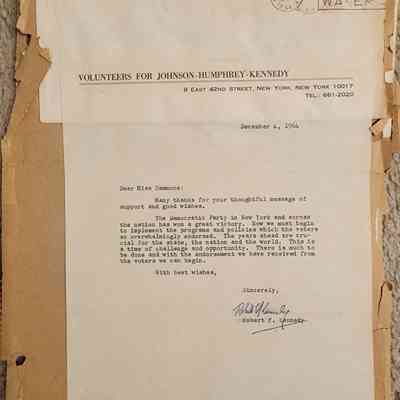 WATER
VOLUNTEERS FOR JOHNSON-HUMPHREY-KENNEDY
9 EAST 42ND STREET, NEW YORK, NEW YORK 10017
TEL: 661-2020
December 4, 1964
Dear Miss Demmons:
Many thanks for your thoughtful message of
support and good wishes.
The Democratic Party in New York and across
the nation has won a great victory. Now we must begin
to implement the programs and policies which the voters
so overwhelmingly endorsed. The years ahead are cru-
cial for the state, the nation and the world. This is
a time of challenge and opportunity. There is much to
be done and with the endorsement we have received from
the voters we can begin.
With best wishes,
Sincerely,
Robert F. Kennedy
Robert F. Kennedy